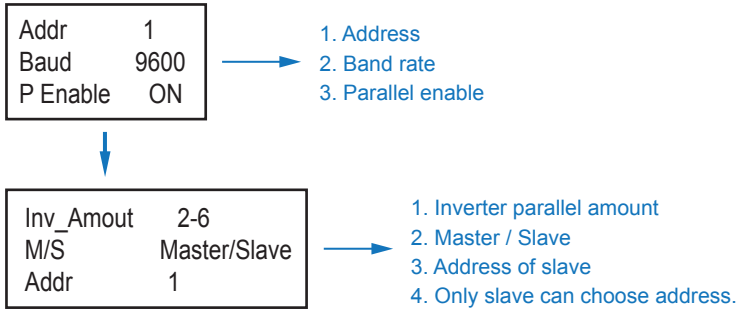 Addr 1
Baud 9600
P Enable ON
1. Address
2. Band rate
3. Parallel enable
Inv_Amout 2-6
M/S Master/Slave
Addr 1
1. Inverter parallel amount
2. Master / Slave
3. Address of slave
4. Only slave can choose address.